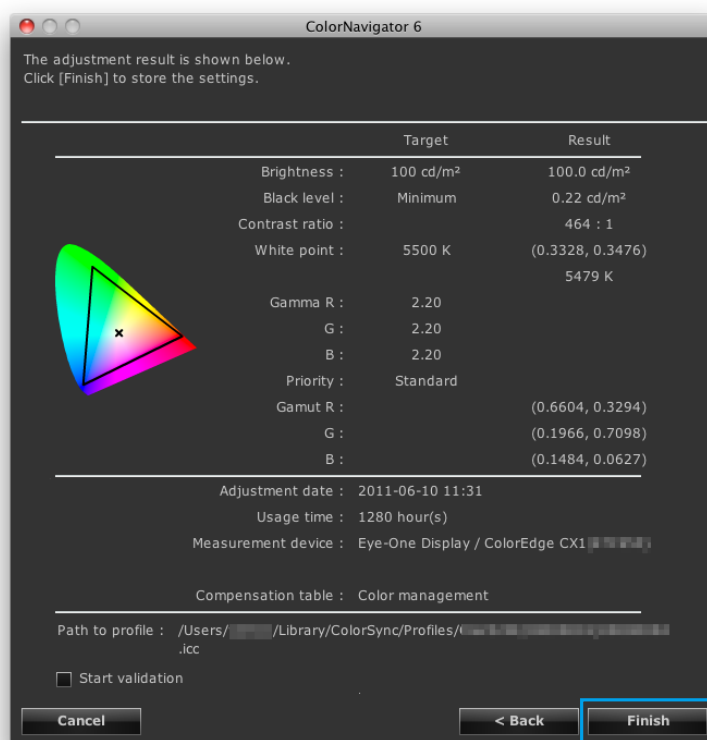 ColorNavigator 6
The adjustment result is shown below.
Click [Finish] to store the settings.
Target Result
Brightness : 100 cd/m² 100.0 cd/m²
Black level : Minimum 0.22 cd/m²
Contrast ratio : 464 : 1
White point : 5500 K (0.3328, 0.3476)
5479 K
Gamma R : 2.20
G : 2.20
B : 2.20
Priority : Standard
Gamut R : (0.6604, 0.3294)
G : (0.1966, 0.7098)
B : (0.1484, 0.0627)
Adjustment date : 2011-06-10 11:31
Usage time : 1280 hour(s)
Measurement device : Eye-One Display / ColorEdge CX1
Compensation table : Color management
Path to profile : /Users/ /Library/ColorSync/Profiles/
.icc
Start validation
Cancel < Back Finish